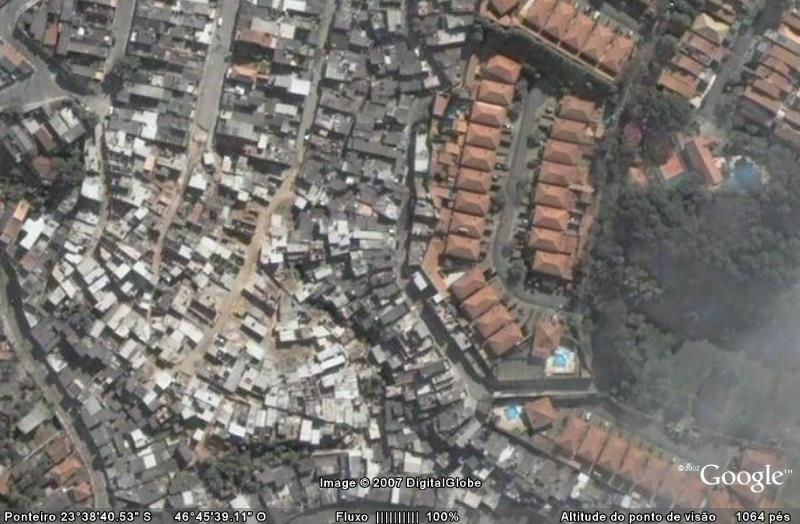 ©2007 Google™
Image © 2007 DigitalGlobe
Ponteiro 23°38'40.53" S 46°45'39.11" O Fluxo |||||||||| 100% Altitude do ponto de visão 1064 pés